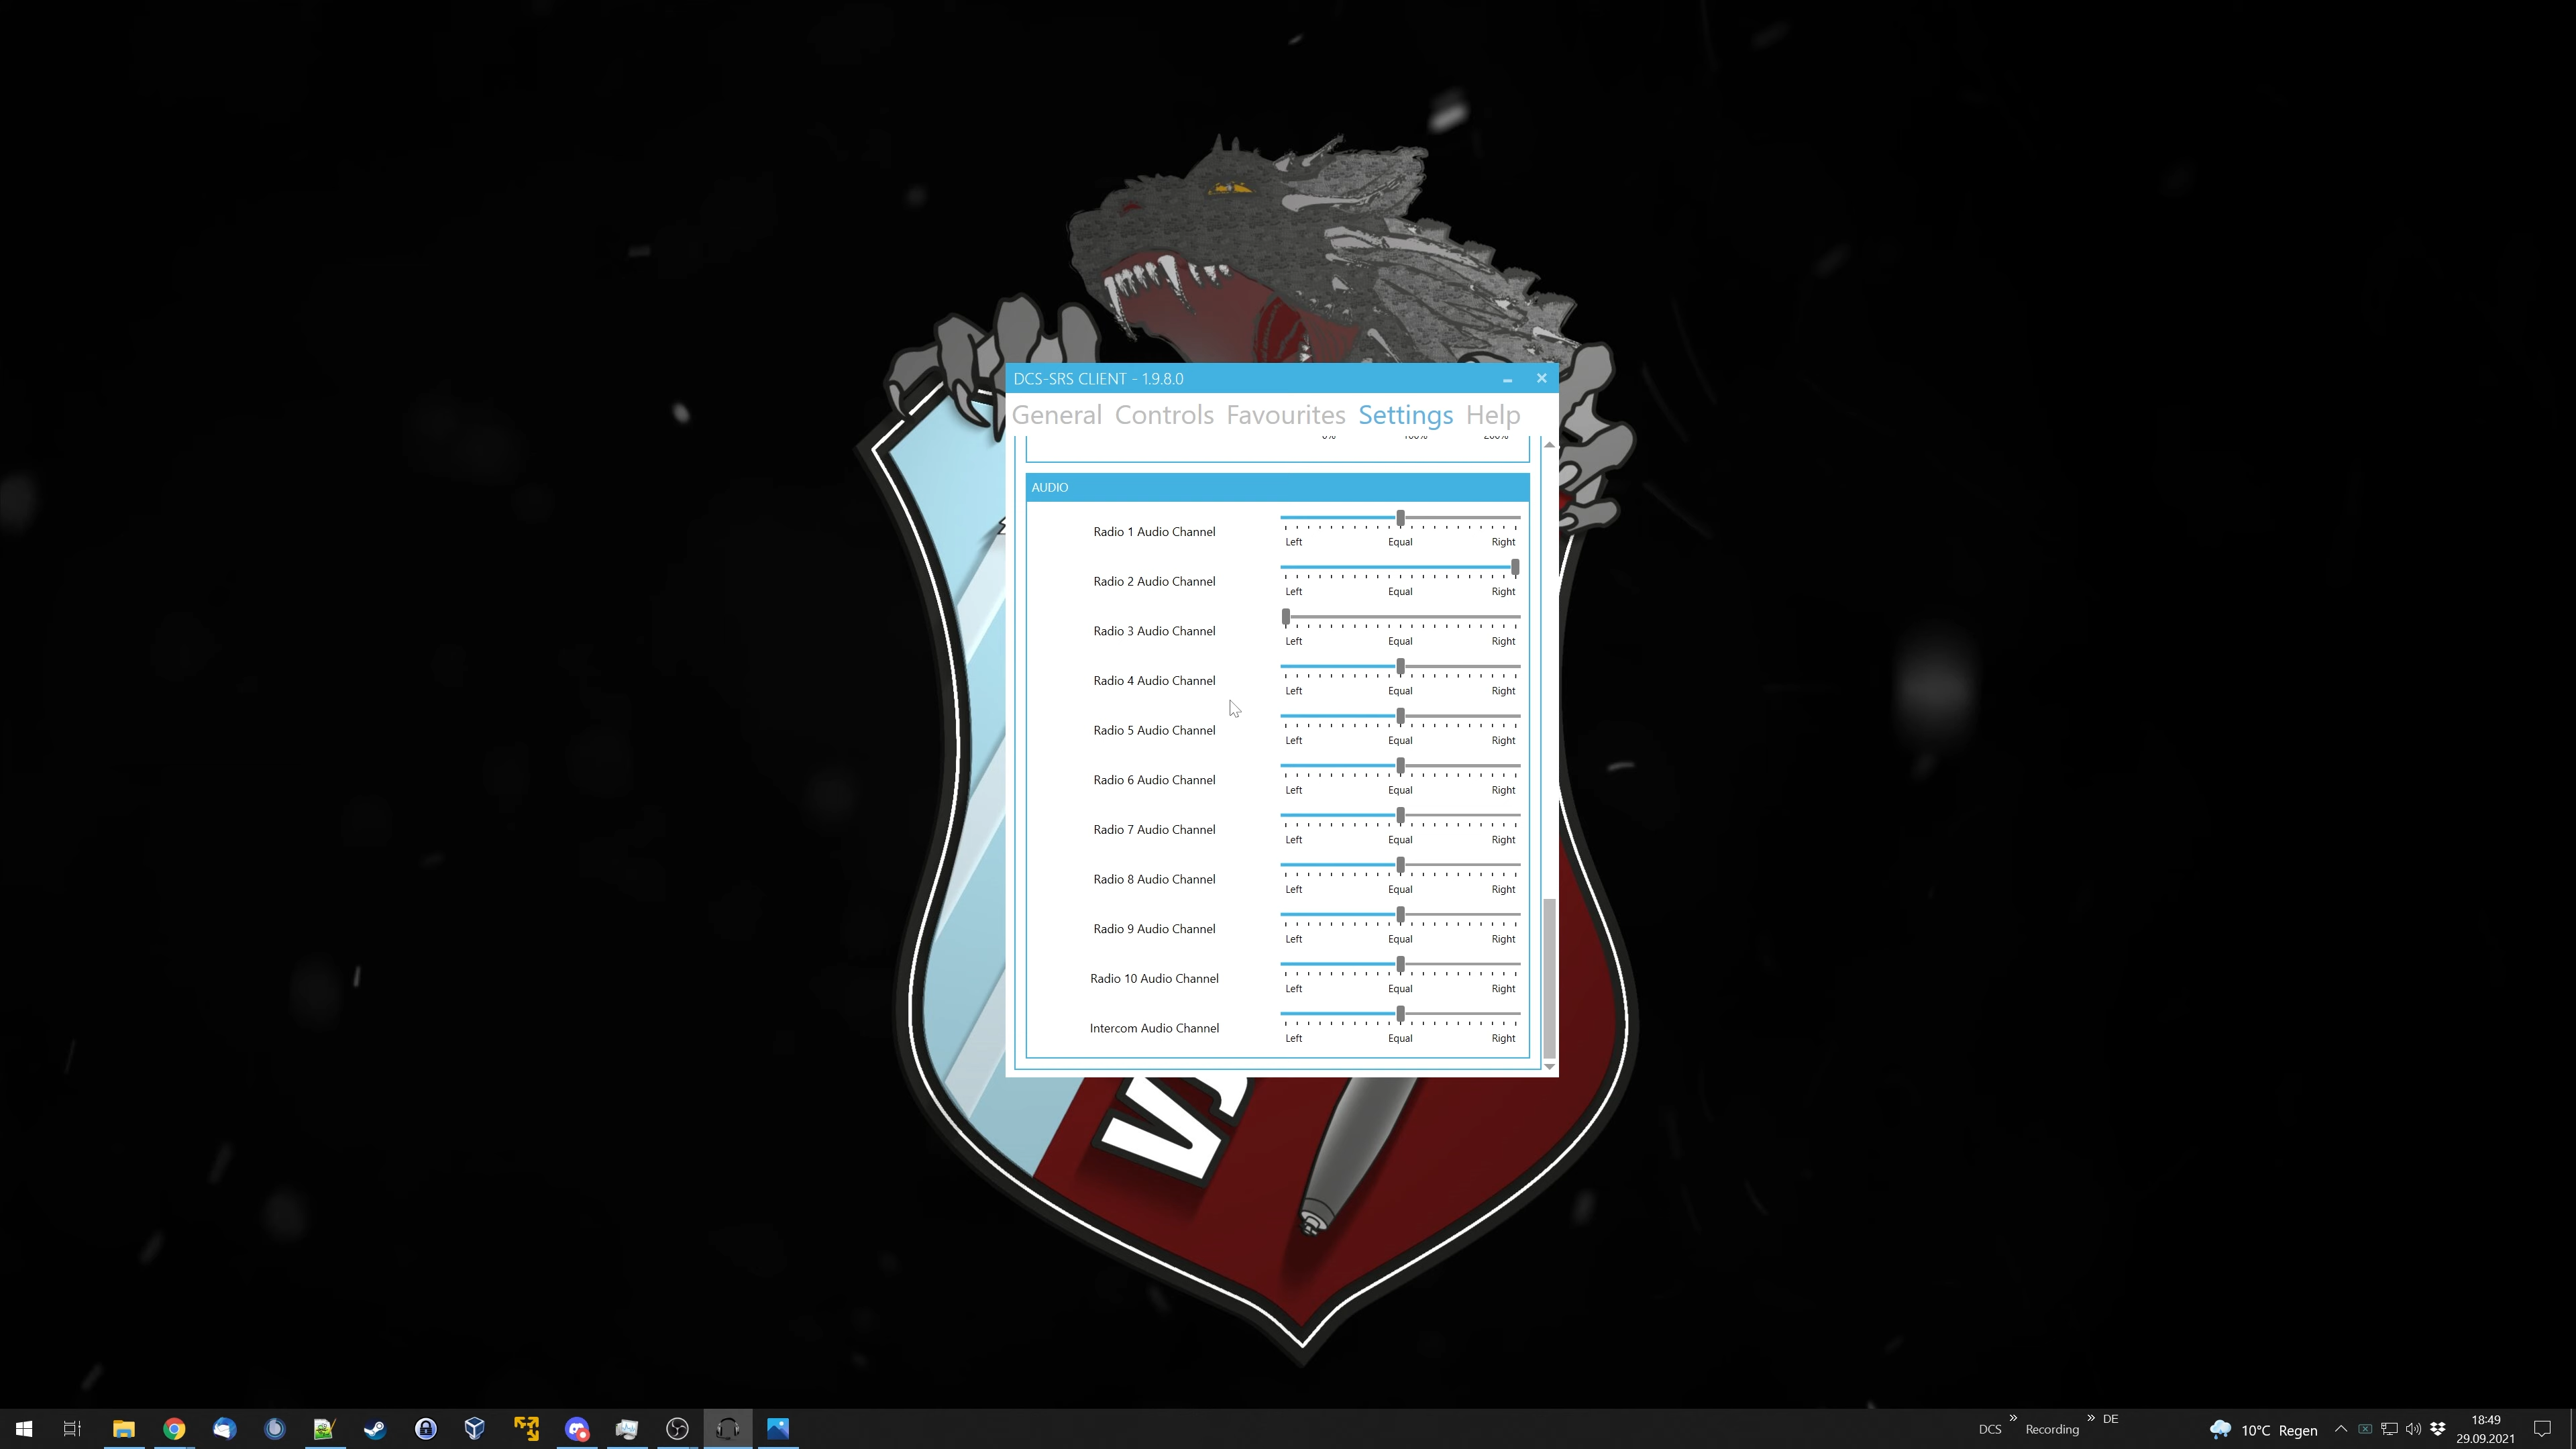 DCS-SRS CLIENT - 1.9.8.0
General Controls Favourites Settings Help
0% 100% 200%
AUDIO
Radio 1 Audio Channel
Left Equal Right
Radio 2 Audio Channel
Left Equal Right
Radio 3 Audio Channel
Left Equal Right
Radio 4 Audio Channel
Left Equal Right
Radio 5 Audio Channel
Left Equal Right
Radio 6 Audio Channel
Left Equal Right
Radio 7 Audio Channel
Left Equal Right
Radio 8 Audio Channel
Left Equal Right
Radio 9 Audio Channel
Left Equal Right
Radio 10 Audio Channel
Left Equal Right
Intercom Audio Channel
Left Equal Right
DCS » Recording » DE
10°C Regen
18:49
29.09.2021